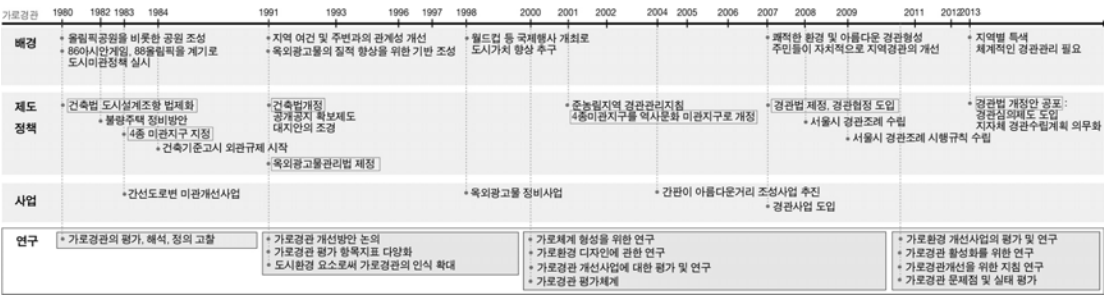 가로경관 1980 1982 1983 1984 1991 1996 1997 1998 2000 2001 2002 2004 2005 2006 2007 2008 2009 2011 2012 2013
배경
올림픽공원을 비롯한 공원 조성
86아시안게임, 88올림픽을 계기로
도시미관정책 실시
지역 여건 및 주변과의 관계성 개선
옥외광고물의 질적 향상을 위한 기반 조성
월드컵 등 국제행사 개최로
도시가치 향상 추구
쾌적한 환경 및 아름다운 경관형성
주민들이 자치적으로 지역경관의 개선
지역별 특색
체계적인 경관관리 필요
제도
정책
건축법 도시설계조항 법제화
불량주택 정비방안
4종 미관지구 지정
건축기준고시 외관규제 시작
건축법개정
공개공지 확보제도
대지안의 조경
옥외광고물관리법 제정
준농림지역 경관관리지침
4종미관지구를 역사문화 미관지구로 개정
경관법 제정, 경관협정 도입
서울시 경관조례 수립
서울시 경관조례 시행규칙 수립
경관법 개정안 공포 :
경관심의제도 도입
지자체 경관수립계획 의무화
사업
간선도로변 미관개선사업
옥외광고물 정비사업
간판이 아름다운거리 조성사업 추진
경관사업 도입
연구
가로경관의 평가, 해석, 정의 고찰
가로경관 개선방안 논의
가로경관 평가 항목지표 다양화
도시환경 요소로써 가로경관의 인식 확대
가로체계 형성을 위한 연구
가로환경 디자인에 관한 연구
가로경관 개선사업에 대한 평가 및 연구
가로경관 평가체계
가로환경 개선사업의 평가 및 연구
가로경관 활성화를 위한 연구
가로경관개선을 위한 지침 연구
가로경관 문제점 및 실태 평가